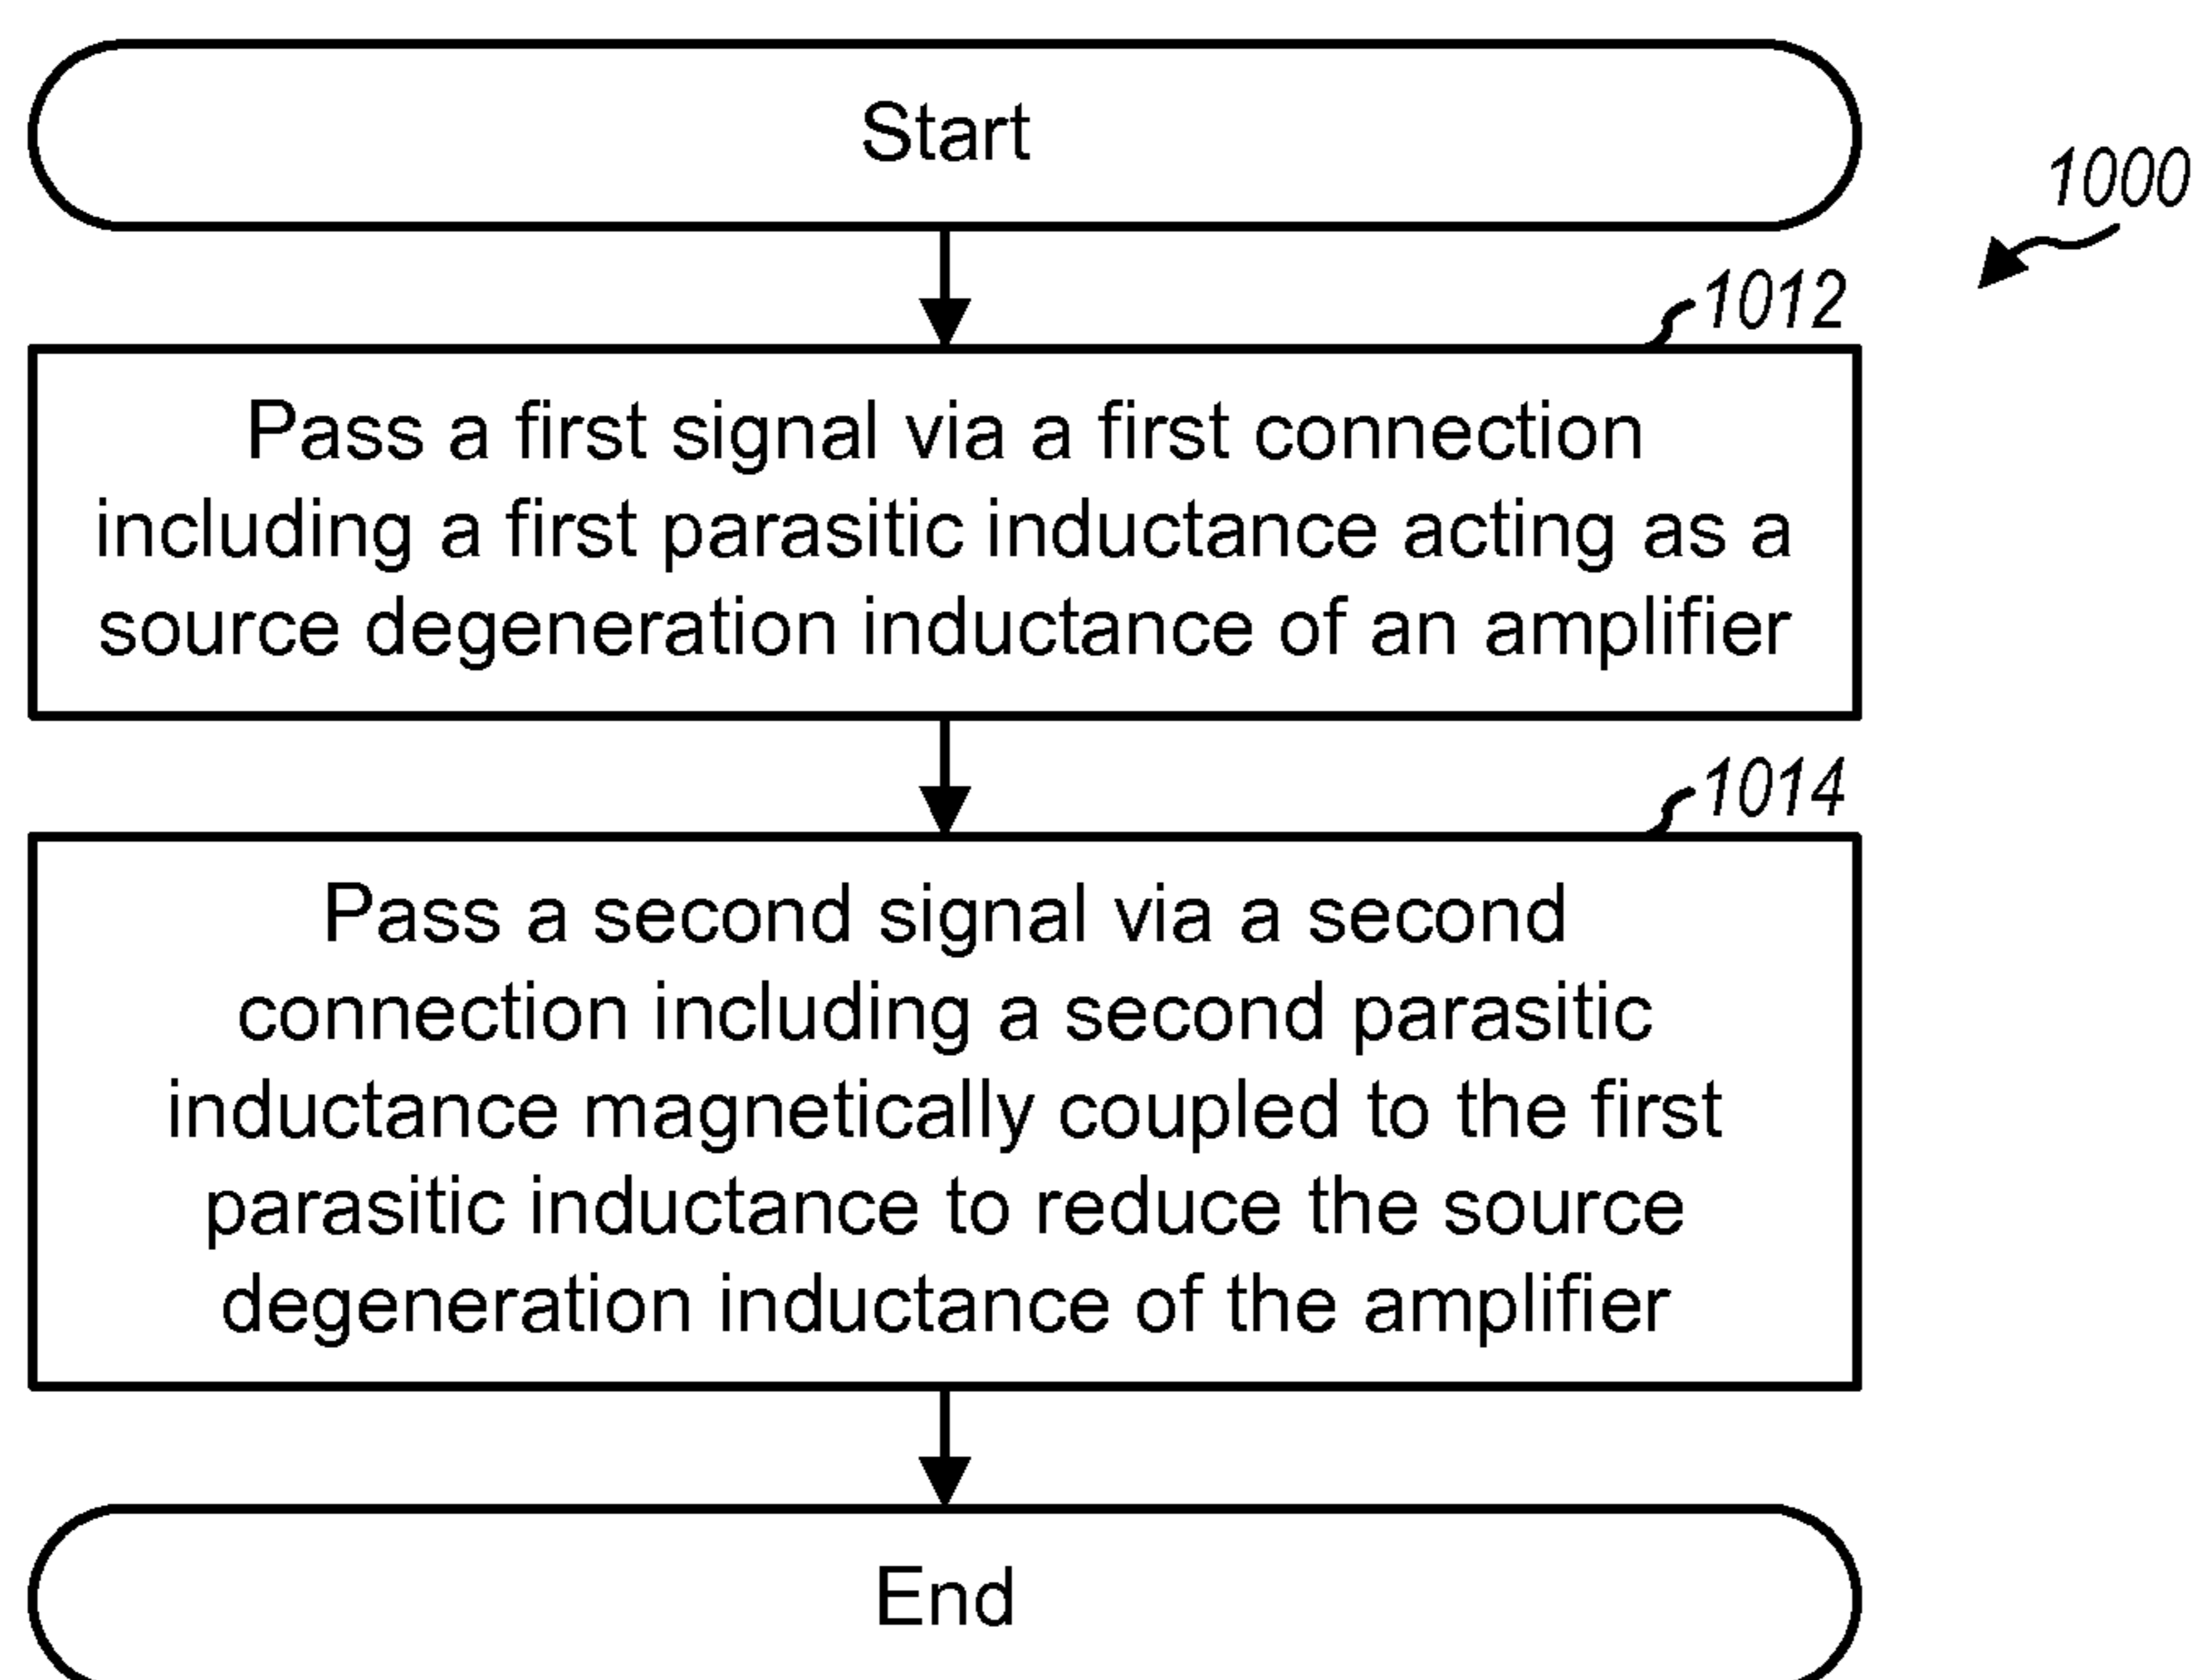 Start
1000
1012
Pass a first signal via a first connection
including a first parasitic inductance acting as a
source degeneration inductance of an amplifier
1014
Pass a second signal via a second
connection including a second parasitic
inductance magnetically coupled to the first
parasitic inductance to reduce the source
degeneration inductance of the amplifier
End